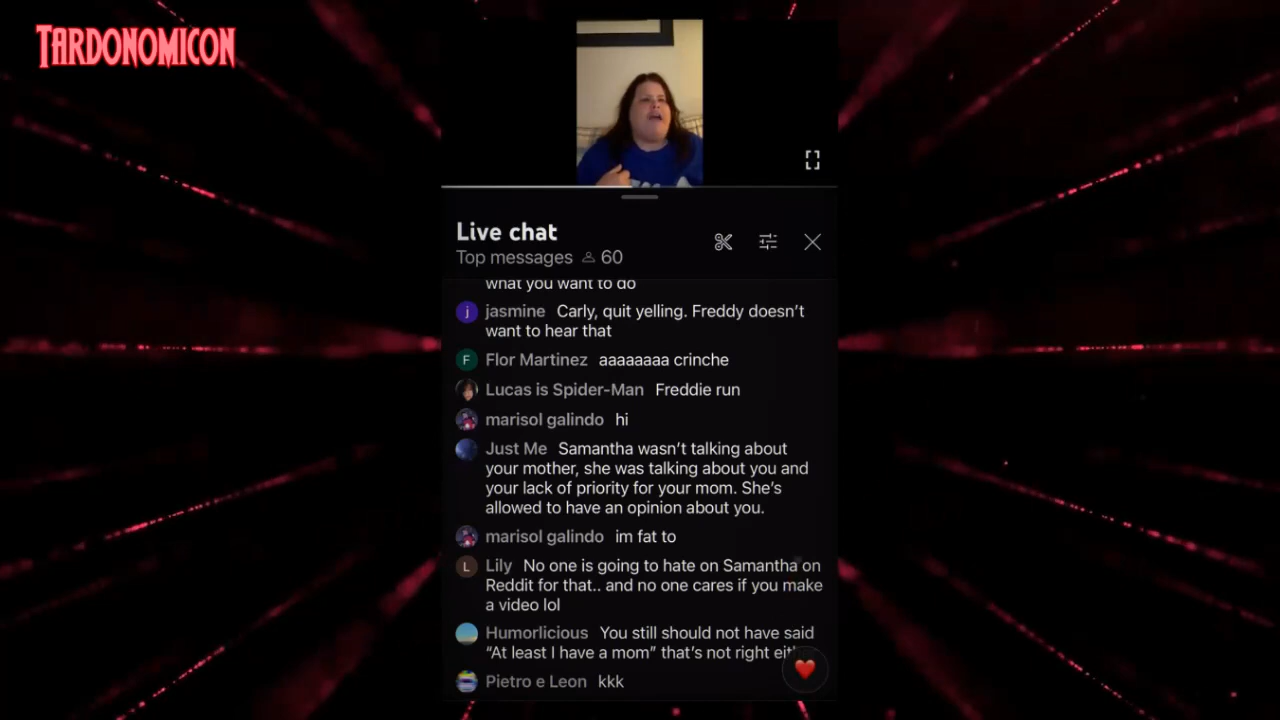 TARDONOMICON
Live chat
Top messages 60
what you want to do
j jasmine Carly, quit yelling. Freddy doesn’t
want to hear that
F Flor Martinez aaaaaaaa crinche
Lucas is Spider-Man Freddie run
marisol galindo hi
Just Me Samantha wasn’t talking about
your mother, she was talking about you and
your lack of priority for your mom. She’s
allowed to have an opinion about you.
marisol galindo im fat to
L Lily No one is going to hate on Samantha on
Reddit for that.. and no one cares if you make
a video lol
Humorlicious You still should not have said
“At least I have a mom” that’s not right
Pietro e Leon kkk